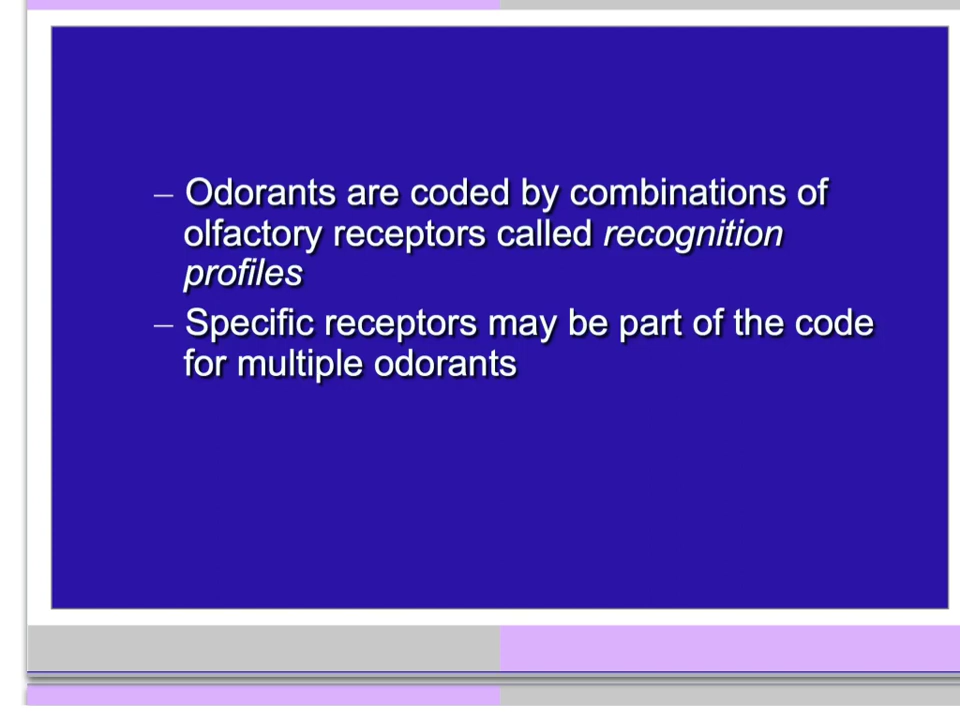 – Odorants are coded by combinations of
olfactory receptors called recognition
profiles
– Specific receptors may be part of the code
for multiple odorants